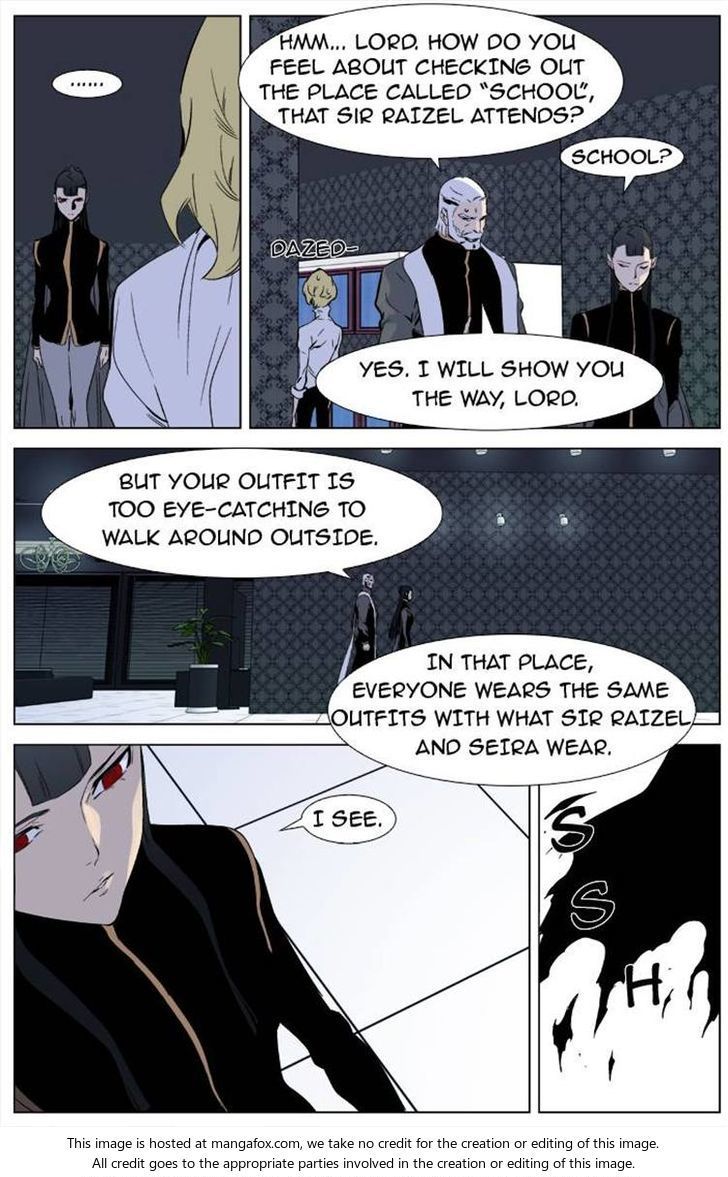 ......
HMM... LORD. HOW DO YOU
FEEL ABOUT CHECKING OUT
THE PLACE CALLED "SCHOOL",
THAT SIR RAIZEL ATTENDS?
SCHOOL?
DAZED-
YES. I WILL SHOW YOU
THE WAY, LORD.
BUT YOUR OUTFIT IS
TOO EYE-CATCHING TO
WALK AROUND OUTSIDE.
IN THAT PLACE,
EVERYONE WEARS THE SAME
OUTFITS WITH WHAT SIR RAIZEL
AND SEIRA WEAR.
I SEE.
S
S
H
This image is hosted at mangafox.com, we take no credit for the creation or editing of this image.
All credit goes to the appropriate parties involved in the creation or editing of this image.